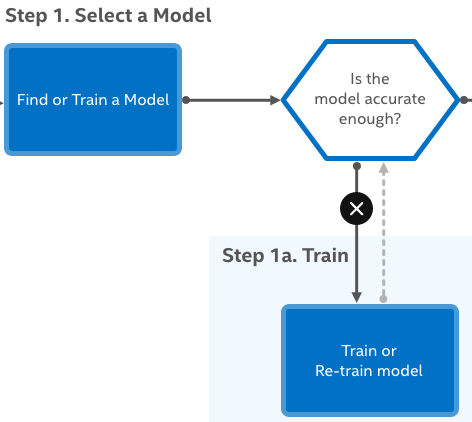 Step 1. Select a Model
Find or Train a Model
Is the
model accurate
enough?
Step 1a. Train
Train or
Re-train model